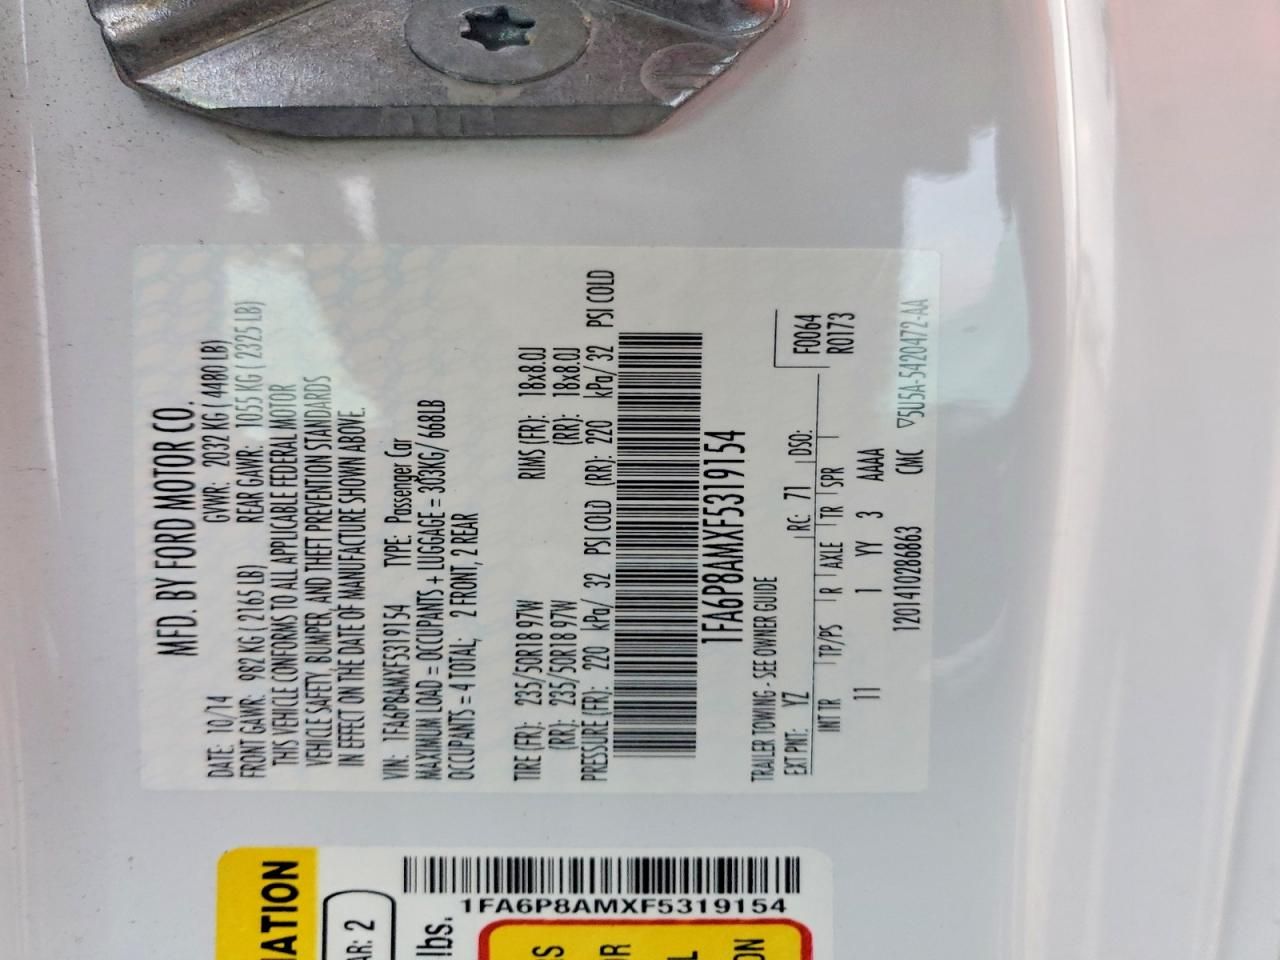 MFD. BY FORD MOTOR CO.
DATE: 10/14 GVWR: 2032 KG ( 4480 LB)
FRONT GAWR: 982 KG ( 2165 LB) REAR GAWR: 1055 KG ( 2325 LB)
THIS VEHICLE CONFORMS TO ALL APPLICABLE FEDERAL MOTOR
VEHICLE SAFETY, BUMPER, AND THEFT PREVENTION STANDARDS
IN EFFECT ON THE DATE OF MANUFACTURE SHOWN ABOVE.
VIN: 1FA6P8AMXF5319154 TYPE: Passenger Car
MAXIMUM LOAD = OCCUPANTS + LUGGAGE = 303KG/ 668LB
OCCUPANTS = 4 TOTAL; 2 FRONT, 2 REAR
TIRE (FR): 235/50R18 97W RIMS (FR): 18x8.0J
(RR): 235/50R18 97W (RR): 18x8.0J
PRESSURE (FR): 220 kPa/ 32 PSI COLD (RR): 220 kPa/ 32 PSI COLD
1FA6P8AMXF5319154
TRAILER TOWING - SEE OWNER GUIDE
EXT PNT: YZ RC: 71 DSO: F0064
R0173
INT TR TP/PS R AXLE TR SPR
11 1 YY 3 AAAA
1201410286863 CMC ▽5U5A-5420472-AA
1FA6P8AMXF5319154
AR: 2
lbs.